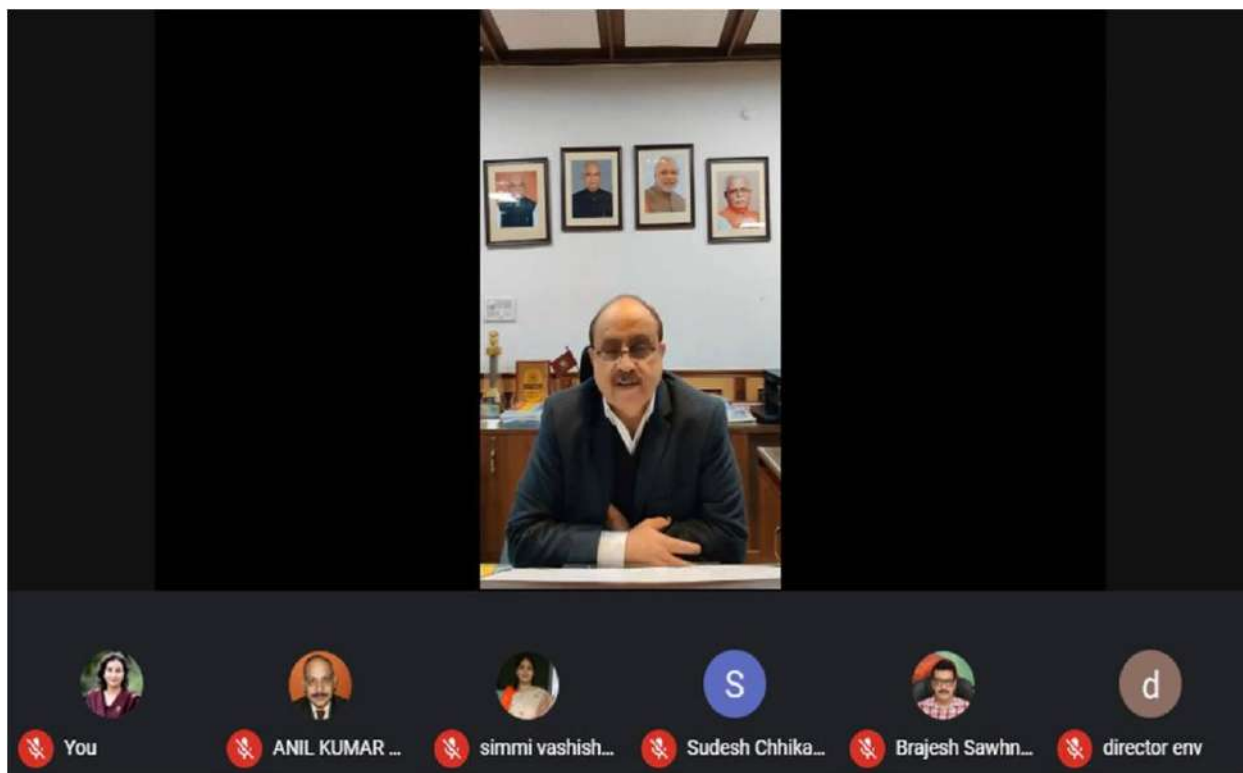 You
ANIL KUMAR ...
simmi vashish...
S
Sudesh Chhika...
Brajesh Sawhn...
d
director env